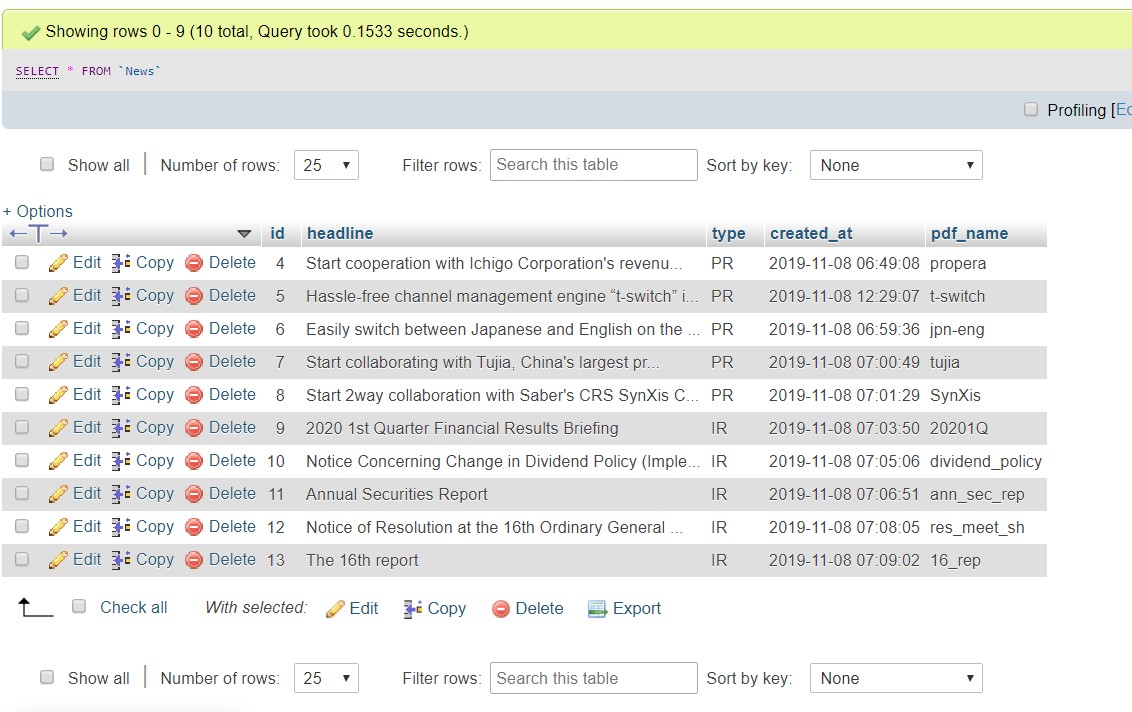 Showing rows 0 - 9 (10 total, Query took 0.1533 seconds.)
SELECT * FROM `News`
Profiling [
Show all Number of rows: 25 Filter rows: Search this table Sort by key: None
+ Options
id headline type created_at pdf_name
Edit Copy Delete 4 Start cooperation with Ichigo Corporation's revenu... PR 2019-11-08 06:49:08 propera
Edit Copy Delete 5 Hassle-free channel management engine “t-switch” i... PR 2019-11-08 12:29:07 t-switch
Edit Copy Delete 6 Easily switch between Japanese and English on the ... PR 2019-11-08 06:59:36 jpn-eng
Edit Copy Delete 7 Start collaborating with Tujia, China's largest pr... PR 2019-11-08 07:00:49 tujia
Edit Copy Delete 8 Start 2way collaboration with Saber's CRS SynXis C... PR 2019-11-08 07:01:29 SynXis
Edit Copy Delete 9 2020 1st Quarter Financial Results Briefing IR 2019-11-08 07:03:50 20201Q
Edit Copy Delete 10 Notice Concerning Change in Dividend Policy (Imple... IR 2019-11-08 07:05:06 dividend_policy
Edit Copy Delete 11 Annual Securities Report IR 2019-11-08 07:06:51 ann_sec_rep
Edit Copy Delete 12 Notice of Resolution at the 16th Ordinary General ... IR 2019-11-08 07:08:05 res_meet_sh
Edit Copy Delete 13 The 16th report IR 2019-11-08 07:09:02 16_rep
Check all With selected: Edit Copy Delete Export
Show all Number of rows: 25 Filter rows: Search this table Sort by key: None